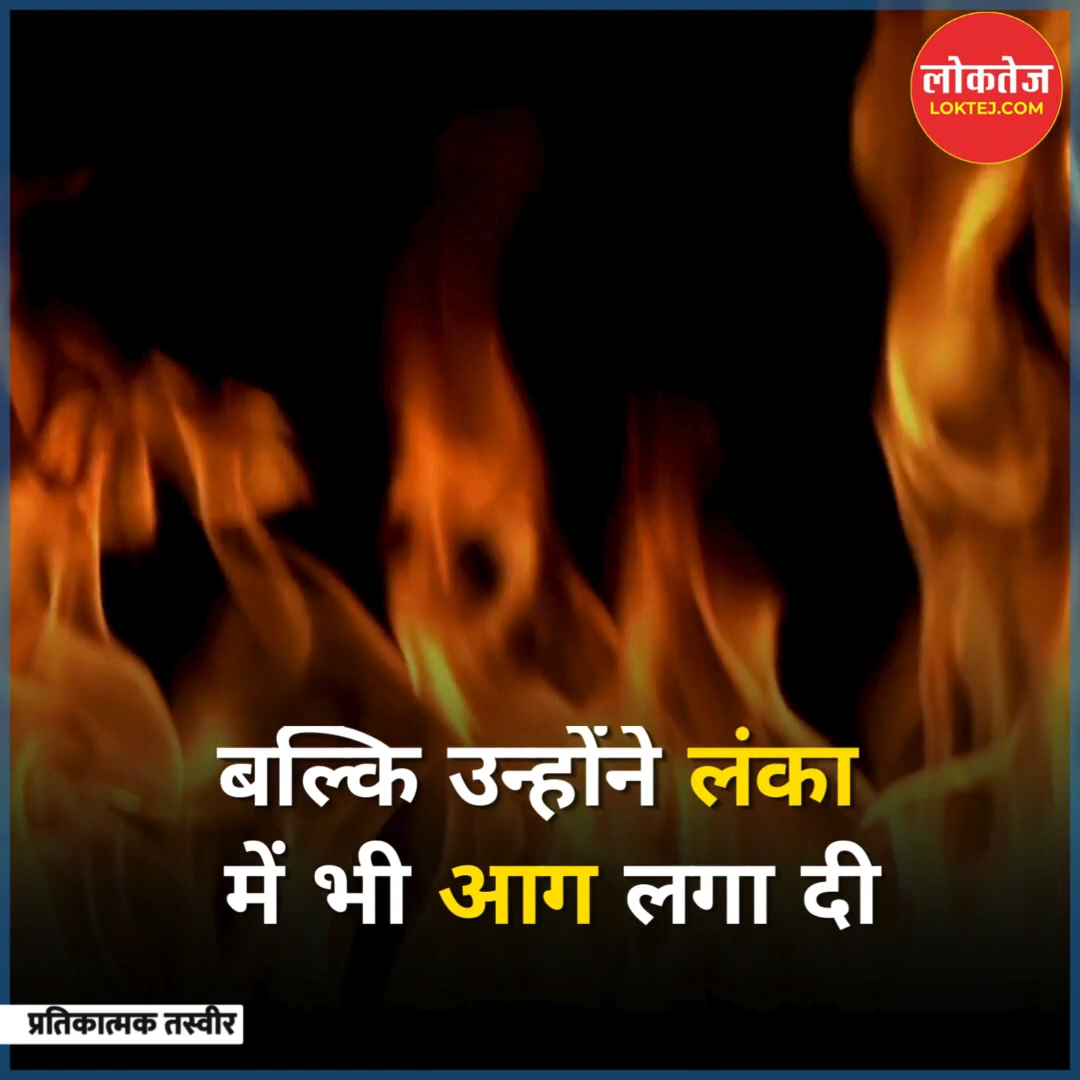 लोकतेज
LOKTEJ.COM
बल्कि उन्होंने लंका
में भी आग लगा दी
प्रतिकात्मक तस्वीर